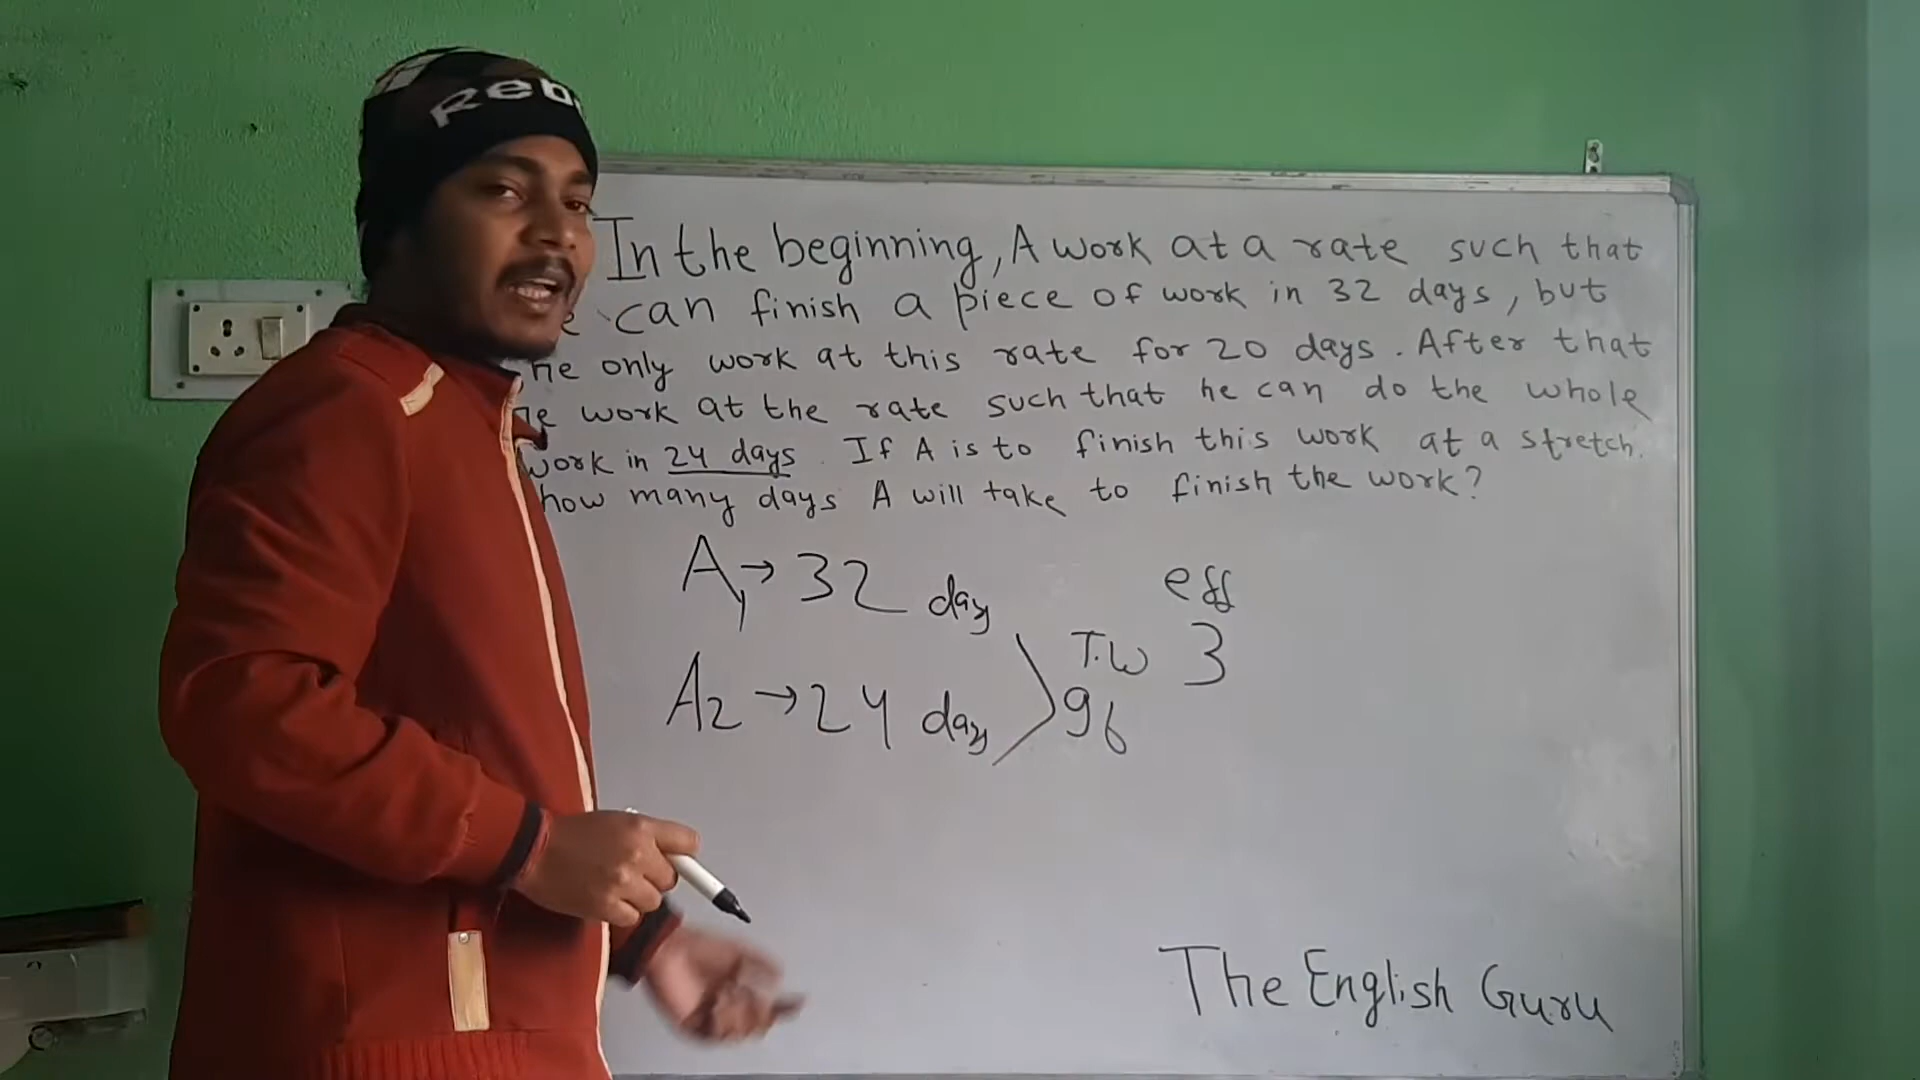 Reb
In the beginning, A work at a rate such that
can finish a piece of work in 32 days, but
he only work at this rate for 20 days. After that
work at the rate such that he can do the whole
work in 24 days. If A is to finish this work at a stretch.
how many days A will take to finish the work?
A1 → 32 day
eff
T.W 3
A2 → 24 day
96
The English Guru